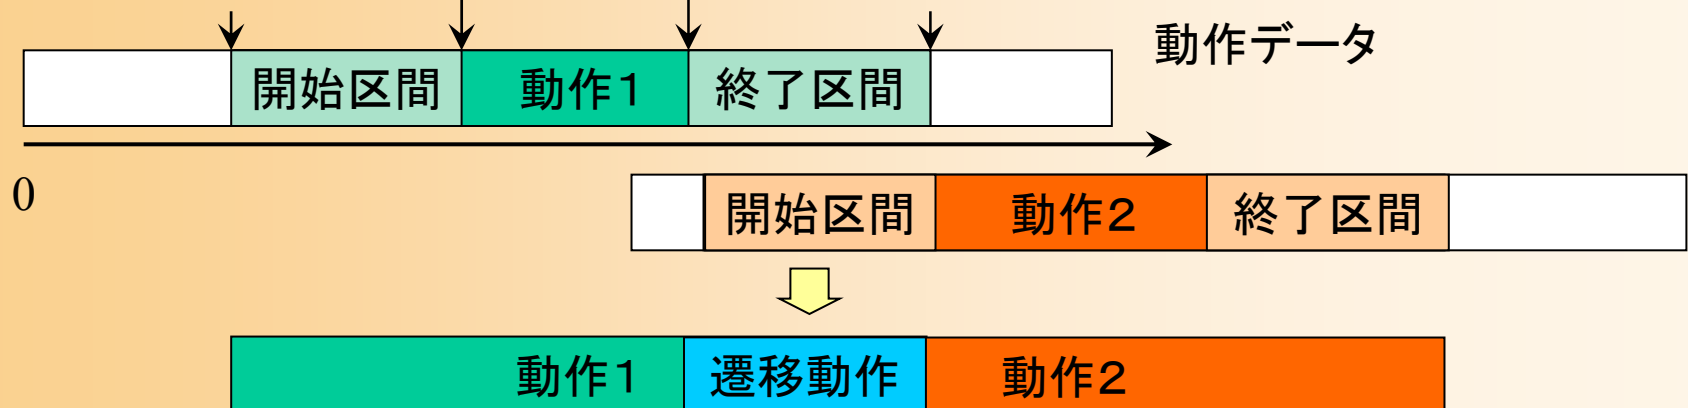 動作データ
開始区間 動作１ 終了区間
0
開始区間 動作２ 終了区間
動作１ 遷移動作 動作２